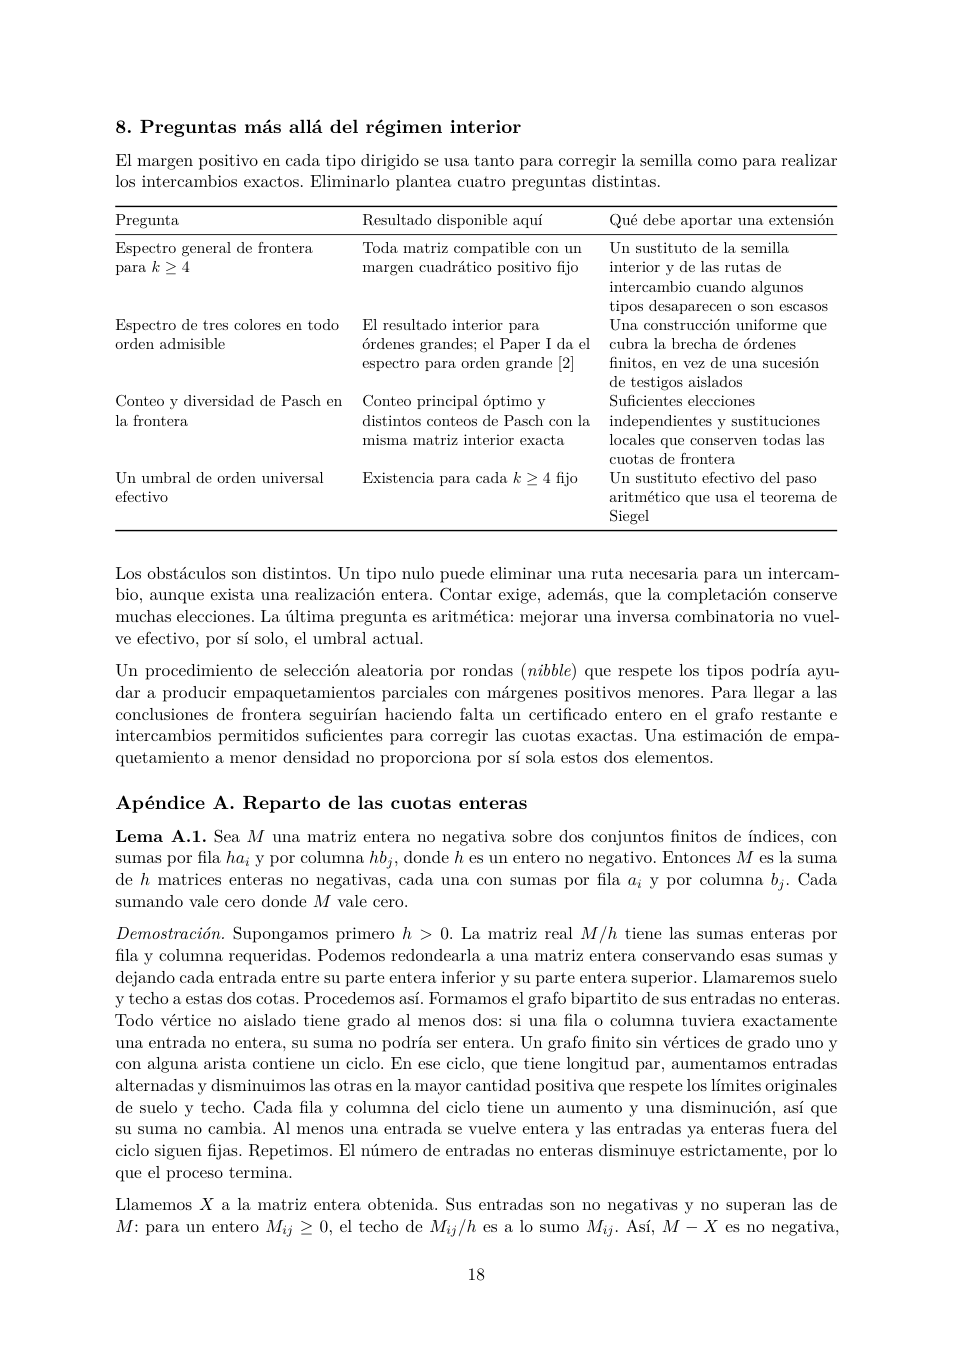 8. Preguntas más allá del régimen interior
El margen positivo en cada tipo dirigido se usa tanto para corregir la semilla como para realizar
los intercambios exactos. Eliminarlo plantea cuatro preguntas distintas.
Pregunta Resultado disponible aquí Qué debe aportar una extensión
Espectro general de frontera Toda matriz compatible con un Un sustituto de la semilla
para k ≥ 4 margen cuadrático positivo fijo interior y de las rutas de
intercambio cuando algunos
tipos desaparecen o son escasos
Espectro de tres colores en todo El resultado interior para Una construcción uniforme que
orden admisible órdenes grandes; el Paper I da el cubra la brecha de órdenes
espectro para orden grande [2] finitos, en vez de una sucesión
de testigos aislados
Conteo y diversidad de Pasch en Conteo principal óptimo y Suficientes elecciones
la frontera distintos conteos de Pasch con la independientes y sustituciones
misma matriz interior exacta locales que conserven todas las
cuotas de frontera
Un umbral de orden universal Existencia para cada k ≥ 4 fijo Un sustituto efectivo del paso
efectivo aritmético que usa el teorema de
Siegel
Los obstáculos son distintos. Un tipo nulo puede eliminar una ruta necesaria para un intercam-
bio, aunque exista una realización entera. Contar exige, además, que la completación conserve
muchas elecciones. La última pregunta es aritmética: mejorar una inversa combinatoria no vuel-
ve efectivo, por sí solo, el umbral actual.
Un procedimiento de selección aleatoria por rondas (nibble) que respete los tipos podría ayu-
dar a producir empaquetamientos parciales con márgenes positivos menores. Para llegar a las
conclusiones de frontera seguirían haciendo falta un certificado entero en el grafo restante e
intercambios permitidos suficientes para corregir las cuotas exactas. Una estimación de empa-
quetamiento a menor densidad no proporciona por sí sola estos dos elementos.
Apéndice A. Reparto de las cuotas enteras
Lema A.1. Sea M una matriz entera no negativa sobre dos conjuntos finitos de índices, con
sumas por fila ha_i y por columna hb_j, donde h es un entero no negativo. Entonces M es la suma
de h matrices enteras no negativas, cada una con sumas por fila a_i y por columna b_j. Cada
sumando vale cero donde M vale cero.
Demostración. Supongamos primero h > 0. La matriz real M/h tiene las sumas enteras por
fila y columna requeridas. Podemos redondearla a una matriz entera conservando esas sumas y
dejando cada entrada entre su parte entera inferior y su parte entera superior. Llamaremos suelo
y techo a estas dos cotas. Procedemos así. Formamos el grafo bipartito de sus entradas no enteras.
Todo vértice no aislado tiene grado al menos dos: si una fila o columna tuviera exactamente
una entrada no entera, su suma no podría ser entera. Un grafo finito sin vértices de grado uno y
con alguna arista contiene un ciclo. En ese ciclo, que tiene longitud par, aumentamos entradas
alternadas y disminuimos las otras en la mayor cantidad positiva que respete los límites originales
de suelo y techo. Cada fila y columna del ciclo tiene un aumento y una disminución, así que
su suma no cambia. Al menos una entrada se vuelve entera y las entradas ya enteras fuera del
ciclo siguen fijas. Repetimos. El número de entradas no enteras disminuye estrictamente, por lo
que el proceso termina.
Llamemos X a la matriz entera obtenida. Sus entradas son no negativas y no superan las de
M: para un entero M_ij ≥ 0, el techo de M_ij/h es a lo sumo M_ij. Así, M − X es no negativa,
18